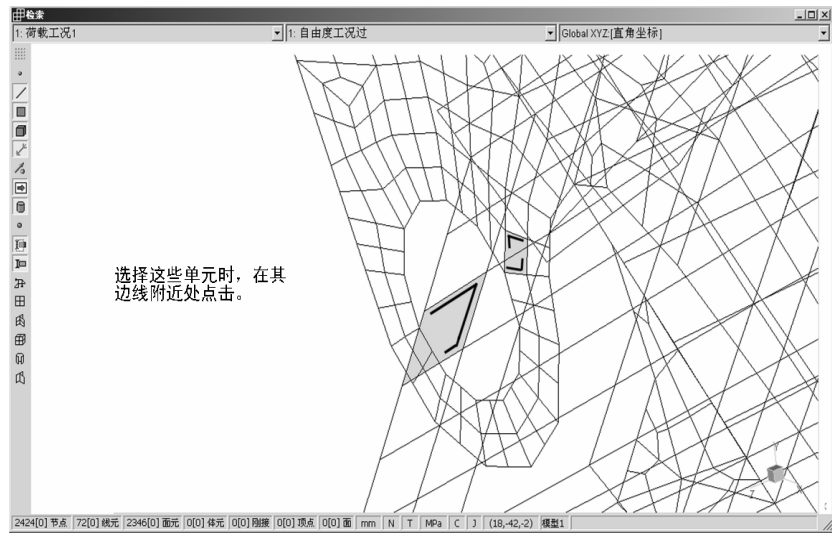 检索
1: 荷载工况1
1: 自由度工况过
Global XYZ:[直角坐标]
选择这些单元时，在其
边线附近处点击。
Y
Z
2424[0] 节点 72[0] 线元 2346[0] 面元 0[0] 体元 0[0] 刚接 0[0] 顶点 0[0] 面 mm N T MPa C J (18,-42,-2) 模型1